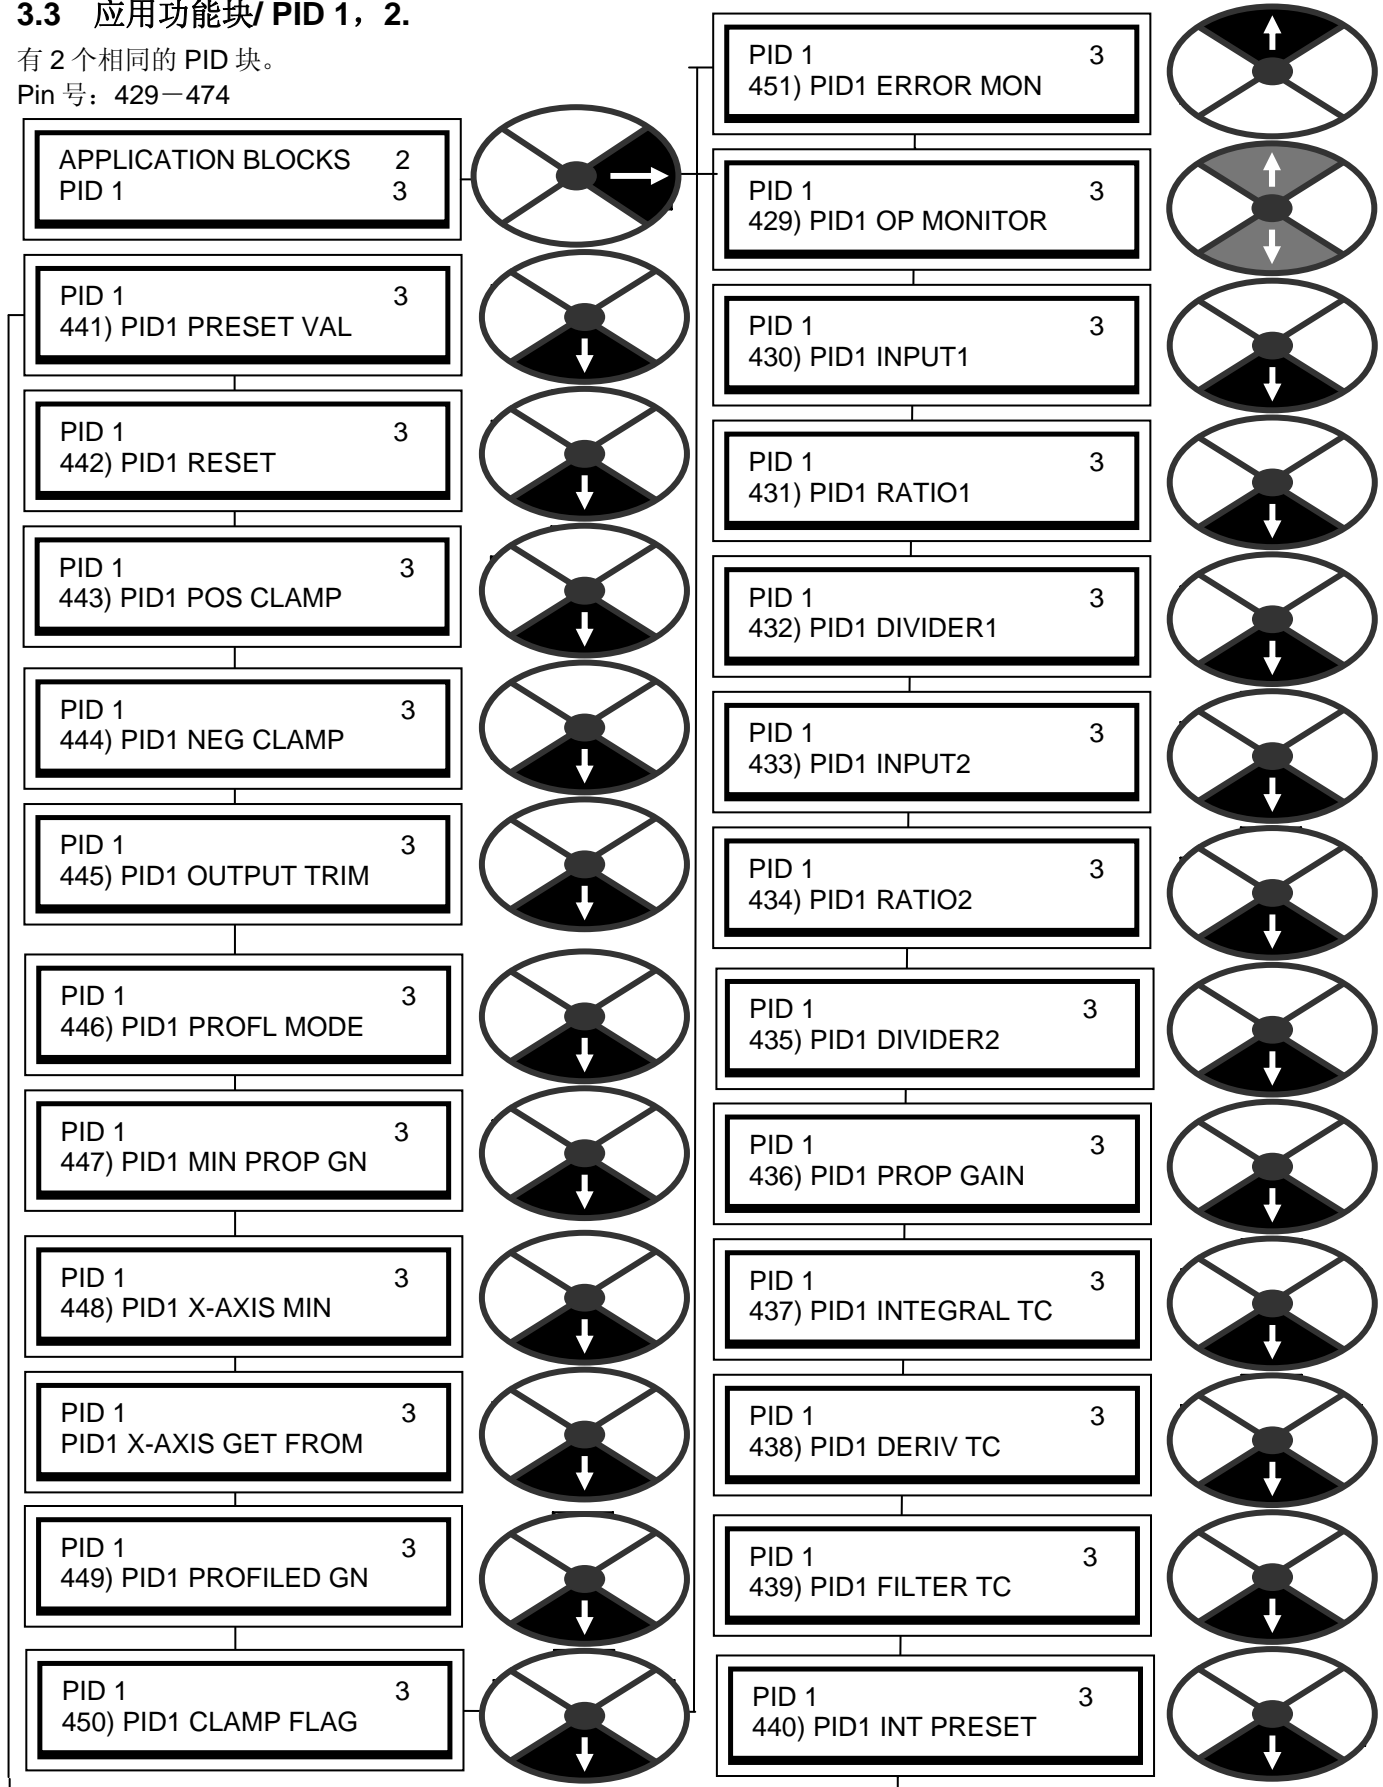 3.3 应用功能块/ PID 1，2.
有 2 个相同的 PID 块。
Pin 号：429－474
APPLICATION BLOCKS 2
PID 1 3
PID 1 3
441) PID1 PRESET VAL
PID 1 3
442) PID1 RESET
PID 1 3
443) PID1 POS CLAMP
PID 1 3
444) PID1 NEG CLAMP
PID 1 3
445) PID1 OUTPUT TRIM
PID 1 3
446) PID1 PROFL MODE
PID 1 3
447) PID1 MIN PROP GN
PID 1 3
448) PID1 X-AXIS MIN
PID 1 3
PID1 X-AXIS GET FROM
PID 1 3
449) PID1 PROFILED GN
PID 1 3
450) PID1 CLAMP FLAG
PID 1 3
451) PID1 ERROR MON
PID 1 3
429) PID1 OP MONITOR
PID 1 3
430) PID1 INPUT1
PID 1 3
431) PID1 RATIO1
PID 1 3
432) PID1 DIVIDER1
PID 1 3
433) PID1 INPUT2
PID 1 3
434) PID1 RATIO2
PID 1 3
435) PID1 DIVIDER2
PID 1 3
436) PID1 PROP GAIN
PID 1 3
437) PID1 INTEGRAL TC
PID 1 3
438) PID1 DERIV TC
PID 1 3
439) PID1 FILTER TC
PID 1 3
440) PID1 INT PRESET